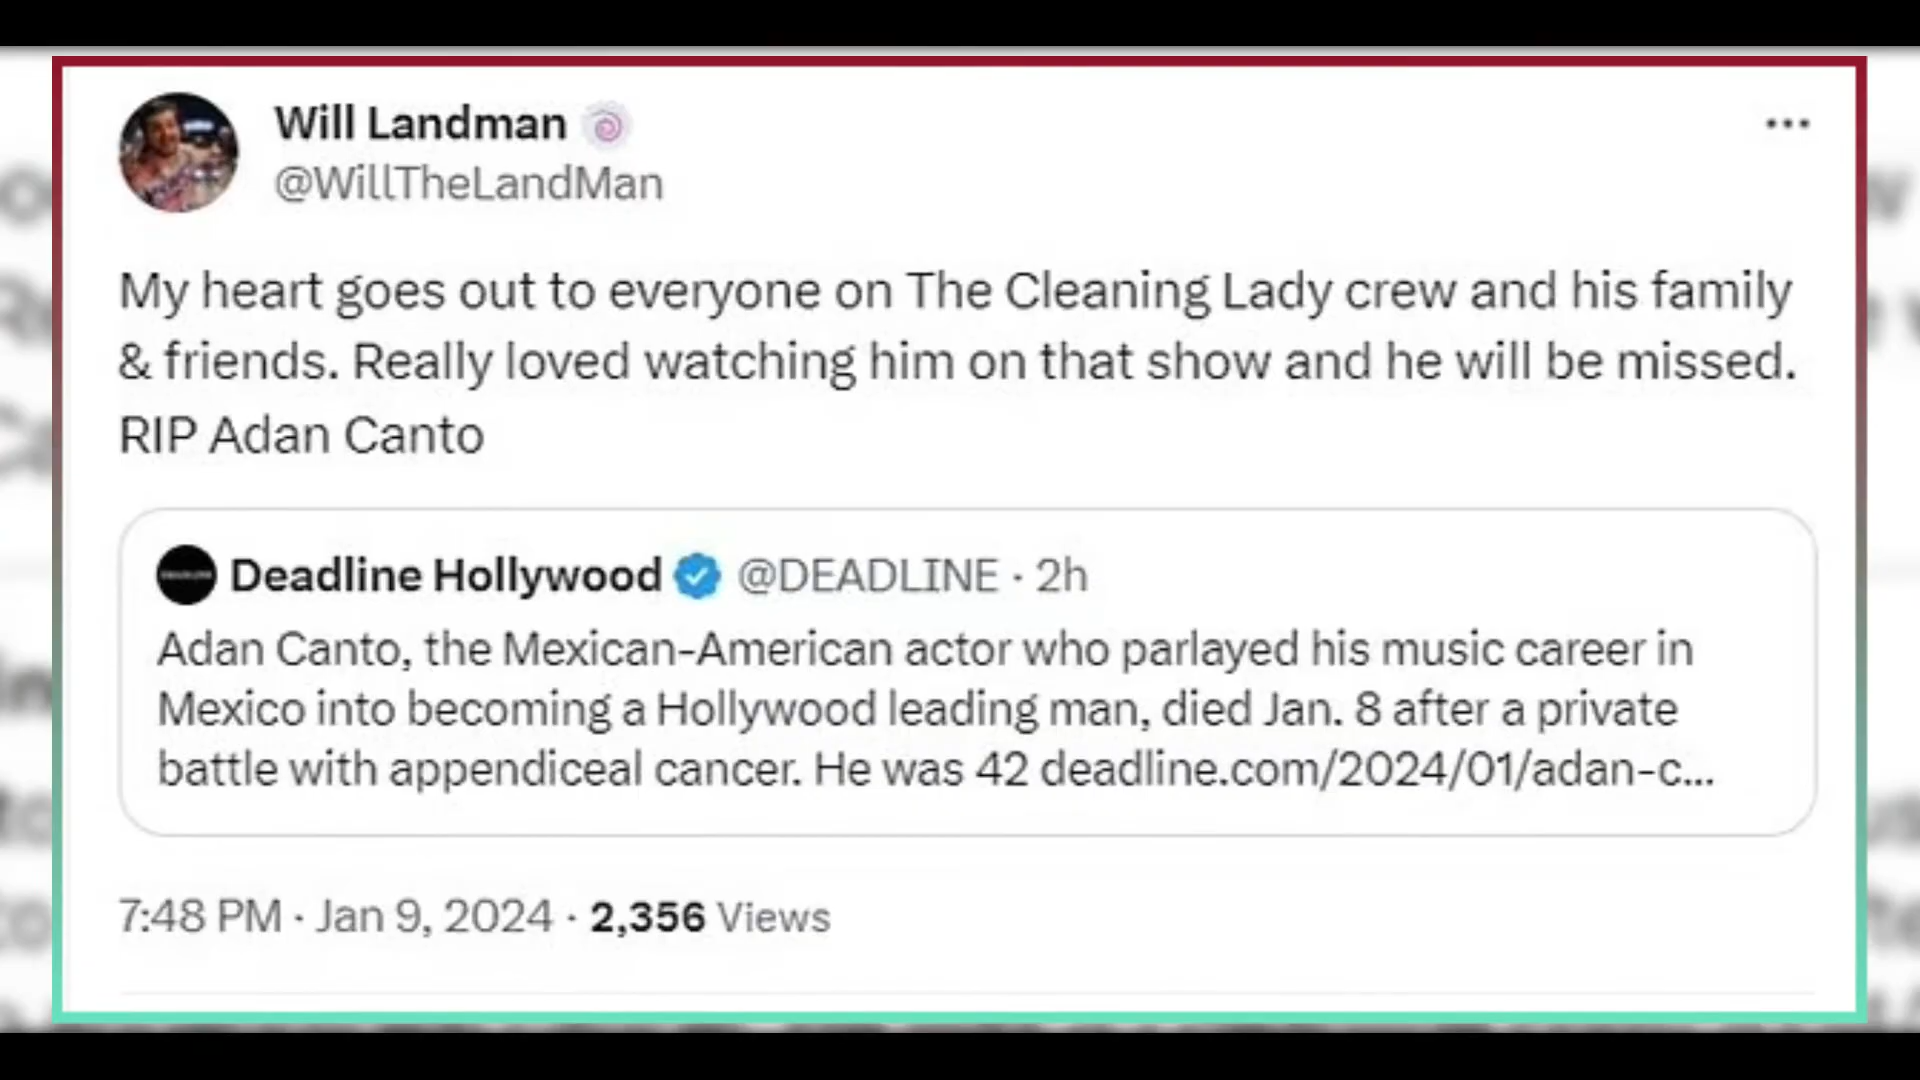 Will Landman
@WillTheLandMan
My heart goes out to everyone on The Cleaning Lady crew and his family
& friends. Really loved watching him on that show and he will be missed.
RIP Adan Canto
Deadline Hollywood @DEADLINE · 2h
Adan Canto, the Mexican-American actor who parlayed his music career in
Mexico into becoming a Hollywood leading man, died Jan. 8 after a private
battle with appendiceal cancer. He was 42 deadline.com/2024/01/adan-c...
7:48 PM · Jan 9, 2024 · 2,356 Views